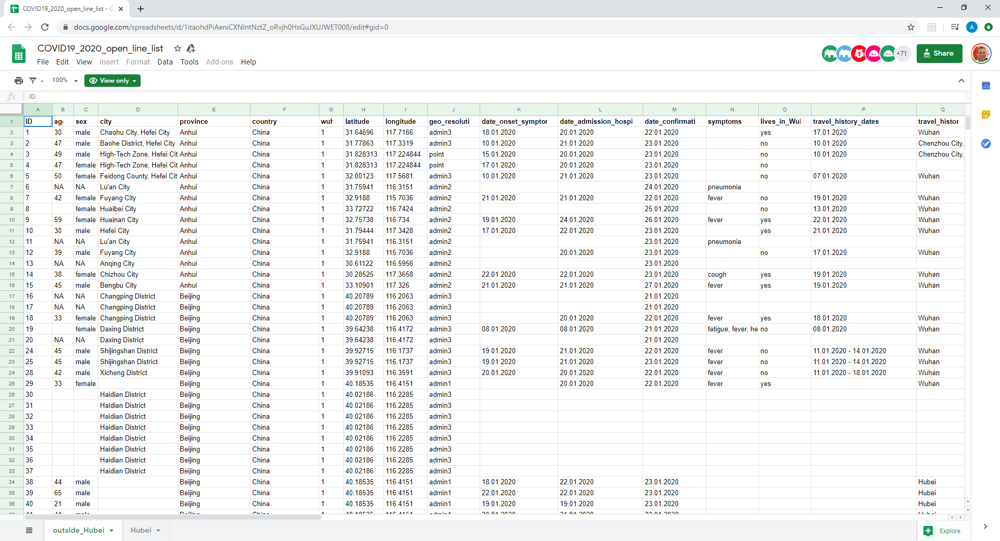 COVID19_2020_open_line_list - G
docs.google.com/spreadsheets/d/1itaohdPiAeniCXNIntNztZ_oRvjh0HsGuJXUJWET008/edit#gid=0
A
COVID19_2020_open_line_list
+71
Share
File Edit View Insert Format Data Tools Add-ons Help
100% View only
31
fx ID
A B C D E F G H I J K L M N O P Q
1 ID age sex city province country wuh latitude longitude geo_resoluti date_onset_symptor date_admission_hospi date_confirmati symptoms lives_in_Wul travel_history_dates travel_histor
2 1 30 male Chaohu City, Hefei City Anhui China 1 31.64696 117.7166 admin3 18.01.2020 20.01.2020 22.01.2020 yes 17.01.2020 Wuhan
3 2 47 male Baohe District, Hefei City Anhui China 1 31.77863 117.3319 admin3 10.01.2020 21.01.2020 23.01.2020 no 10.01.2020 Chenzhou City,
4 3 49 male High-Tech Zone, Hefei Cit Anhui China 1 31.828313 117.224844 point 15.01.2020 20.01.2020 23.01.2020 no 10.01.2020 Chenzhou City,
5 4 47 female High-Tech Zone, Hefei Cit Anhui China 1 31.828313 117.224844 point 17.01.2020 20.01.2020 23.01.2020 no
6 5 50 female Feidong County, Hefei Cit Anhui China 1 32.00123 117.5681 admin3 10.01.2020 21.01.2020 23.01.2020 no 07.01.2020 Wuhan
7 6 NA NA Lu'an City Anhui China 1 31.75941 116.3151 admin2 24.01.2020 pneumonia
8 7 42 female Fuyang City Anhui China 1 32.9188 115.7036 admin2 21.01.2020 21.01.2020 22.01.2020 fever no 19.01.2020 Wuhan
9 8 female Huaibei City Anhui China 1 33.72722 116.7424 admin2 25.01.2020 no 13.01.2020 Wuhan
10 9 59 female Huainan City Anhui China 1 32.75738 116.734 admin2 19.01.2020 24.01.2020 26.01.2020 fever yes 22.01.2020 Wuhan
11 10 30 male Hefei City Anhui China 1 31.79444 117.3428 admin2 17.01.2020 22.01.2020 23.01.2020 yes 21.01.2020 Wuhan
12 11 NA NA Lu'an City Anhui China 1 31.75941 116.3151 admin2 23.01.2020 pneumonia
13 12 39 male Fuyang City Anhui China 1 32.9188 115.7036 admin2 20.01.2020 23.01.2020 no 17.01.2020 Wuhan
14 13 NA NA Anqing City Anhui China 1 30.61122 116.5956 admin2 23.01.2020
15 14 38 female Chizhou City Anhui China 1 30.28525 117.3658 admin2 22.01.2020 22.01.2020 23.01.2020 cough yes 19.01.2020 Wuhan
16 15 45 male Bengbu City Anhui China 1 33.10901 117.326 admin2 21.01.2020 21.01.2020 27.01.2020 fever yes 19.01.2020 Wuhan
17 16 NA NA Changping District Beijing China 1 40.20789 116.2063 admin3 21.01.2020
18 17 NA NA Changping District Beijing China 1 40.20789 116.2063 admin3 21.01.2020
19 18 33 female Changping District Beijing China 1 40.20789 116.2063 admin3 20.01.2020 22.01.2020 fever yes 18.01.2020 Wuhan
20 19 female Daxing District Beijing China 1 39.64238 116.4172 admin3 08.01.2020 08.01.2020 21.01.2020 fatigue, fever, he no 08.01.2020 Wuhan
21 20 NA NA Daxing District Beijing China 1 39.64238 116.4172 admin3 21.01.2020
22 24 45 male Shijingshan District Beijing China 1 39.92715 116.1737 admin3 19.01.2020 21.01.2020 22.01.2020 fever no 11.01.2020 - 14.01.2020 Wuhan
23 25 45 male Shijingshan District Beijing China 1 39.92715 116.1737 admin3 19.01.2020 21.01.2020 23.01.2020 fever no 11.01.2020 - 14.01.2020 Wuhan
24 28 42 male Xicheng District Beijing China 1 39.91093 116.3591 admin3 20.01.2020 20.01.2020 22.01.2020 fever no 11.01.2020 - 18.01.2020 Wuhan
25 29 33 female Beijing China 1 40.18535 116.4151 admin1 20.01.2020 22.01.2020 fever yes Wuhan
26 30 Haidian District Beijing China 1 40.02186 116.2285 admin3
27 31 Haidian District Beijing China 1 40.02186 116.2285 admin3
28 32 Haidian District Beijing China 1 40.02186 116.2285 admin3
29 33 Haidian District Beijing China 1 40.02186 116.2285 admin3
30 34 Haidian District Beijing China 1 40.02186 116.2285 admin3
31 35 Haidian District Beijing China 1 40.02186 116.2285 admin3
32 36 Haidian District Beijing China 1 40.02186 116.2285 admin3
33 37 Haidian District Beijing China 1 40.02186 116.2285 admin3
34 38 44 male Beijing China 1 40.18535 116.4151 admin1 18.01.2020 22.01.2020 23.01.2020 Hubei
35 39 65 male Beijing China 1 40.18535 116.4151 admin1 22.01.2020 22.01.2020 23.01.2020 Hubei
36 40 21 male Beijing China 1 40.18535 116.4151 admin1 19.01.2020 19.01.2020 23.01.2020 Hubei
outside_Hubei Hubei Explore